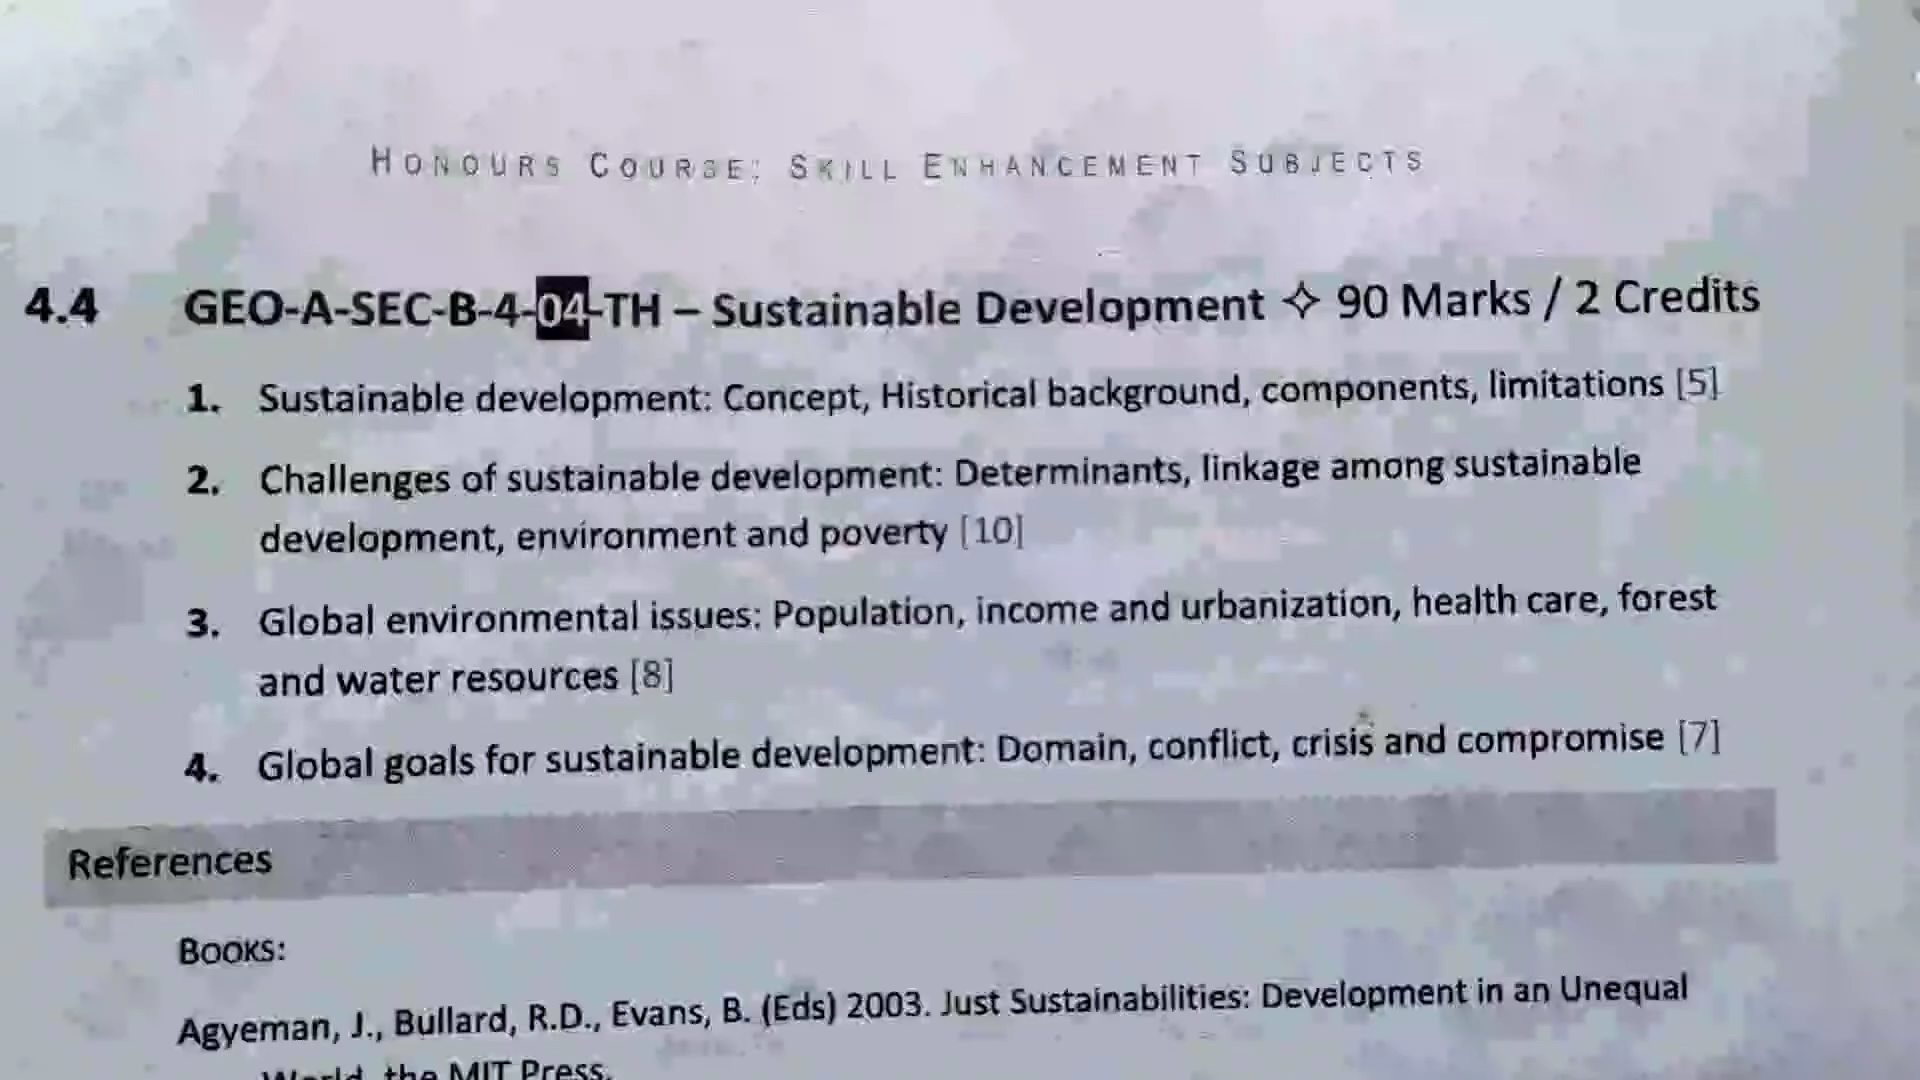 HONOURS COURSE: SKILL ENHANCEMENT SUBJECTS
4.4 GEO-A-SEC-B-4-04-TH – Sustainable Development ✧ 90 Marks / 2 Credits
1. Sustainable development: Concept, Historical background, components, limitations [5]
2. Challenges of sustainable development: Determinants, linkage among sustainable
development, environment and poverty [10]
3. Global environmental issues: Population, income and urbanization, health care, forest
and water resources [8]
4. Global goals for sustainable development: Domain, conflict, crisis and compromise [7]
References
BOOKS:
Agyeman, J., Bullard, R.D., Evans, B. (Eds) 2003. Just Sustainabilities: Development in an Unequal
World, the MIT Press.